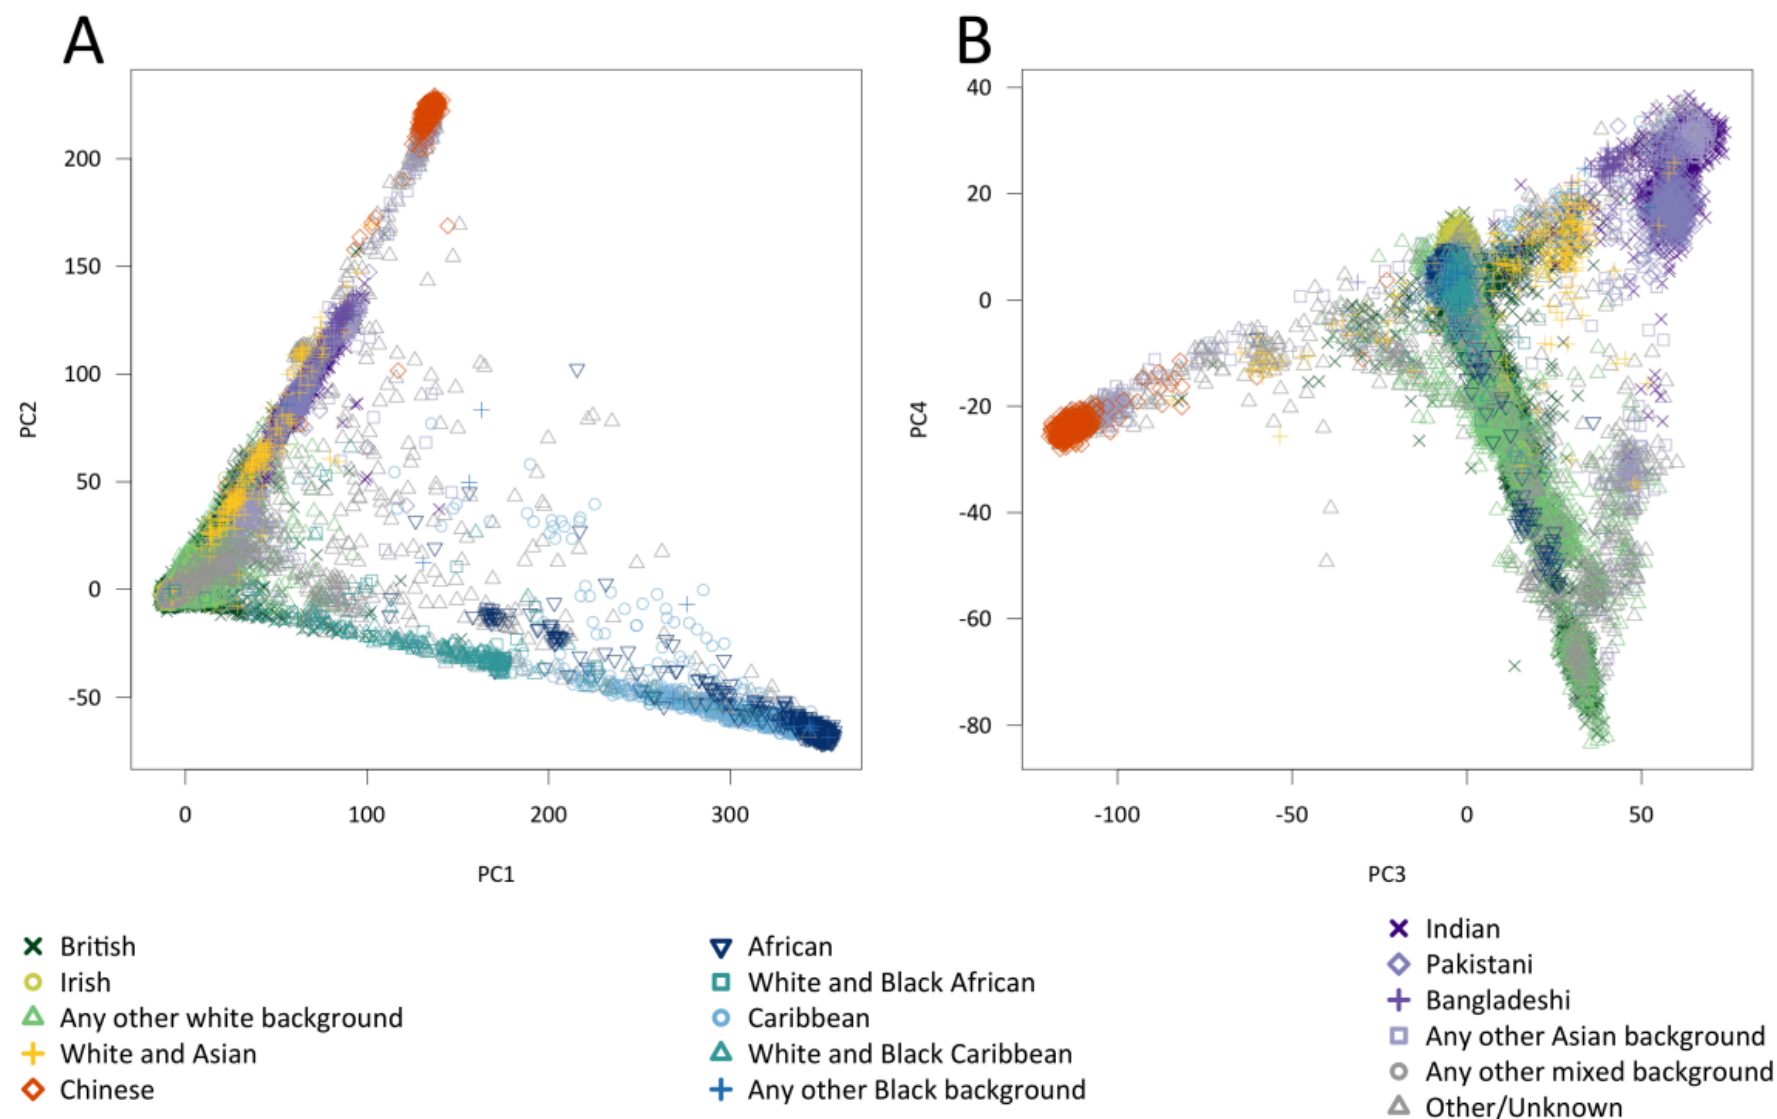 A
B
200
150
100
50
0
-50
PC2
0
100
200
300
PC1
40
20
0
-20
-40
-60
-80
PC4
-100
-50
0
50
PC3
British
Irish
Any other white background
White and Asian
Chinese
African
White and Black African
Caribbean
White and Black Caribbean
Any other Black background
Indian
Pakistani
Bangladeshi
Any other Asian background
Any other mixed background
Other/Unknown